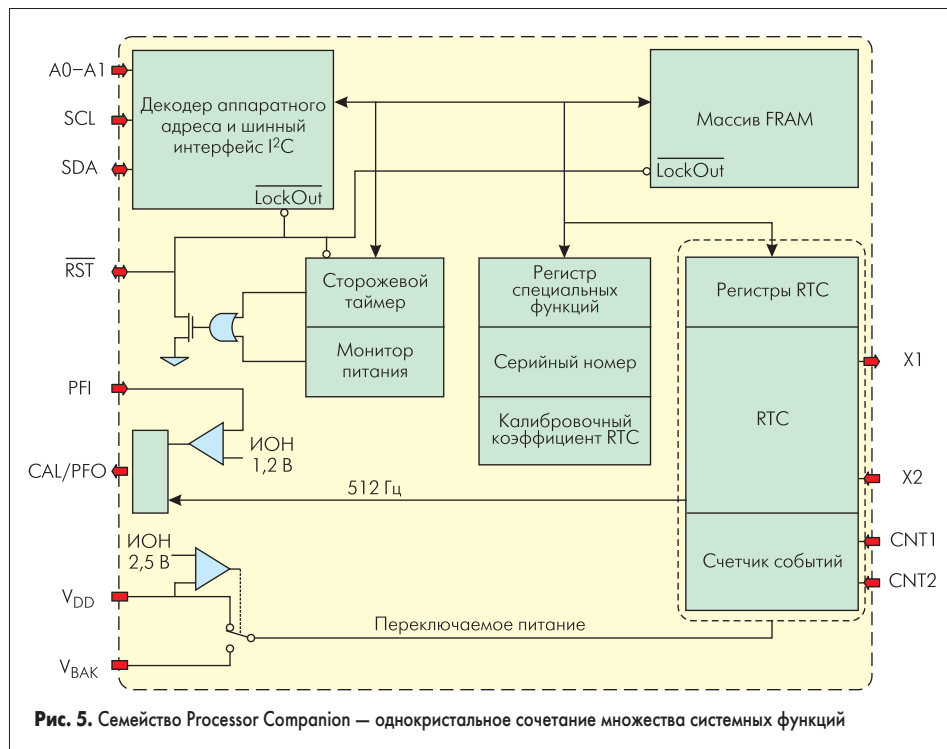 A0–A1
SCL
SDA
Декодер аппаратного
адреса и шинный
интерфейс I²C
LockOut
Массив FRAM
LockOut
RST
Сторожевой
таймер
Монитор
питания
Регистр
специальных
функций
Серийный номер
Калибровочный
коэффициент RTC
Регистры RTC
RTC
Счетчик событий
X1
X2
CNT1
CNT2
PFI
ИОН
1,2 В
CAL/PFO
512 Гц
ИОН
2,5 В
VDD
Переключаемое питание
VBAK
Рис. 5. Семейство Processor Companion — однокристальное сочетание множества системных функций